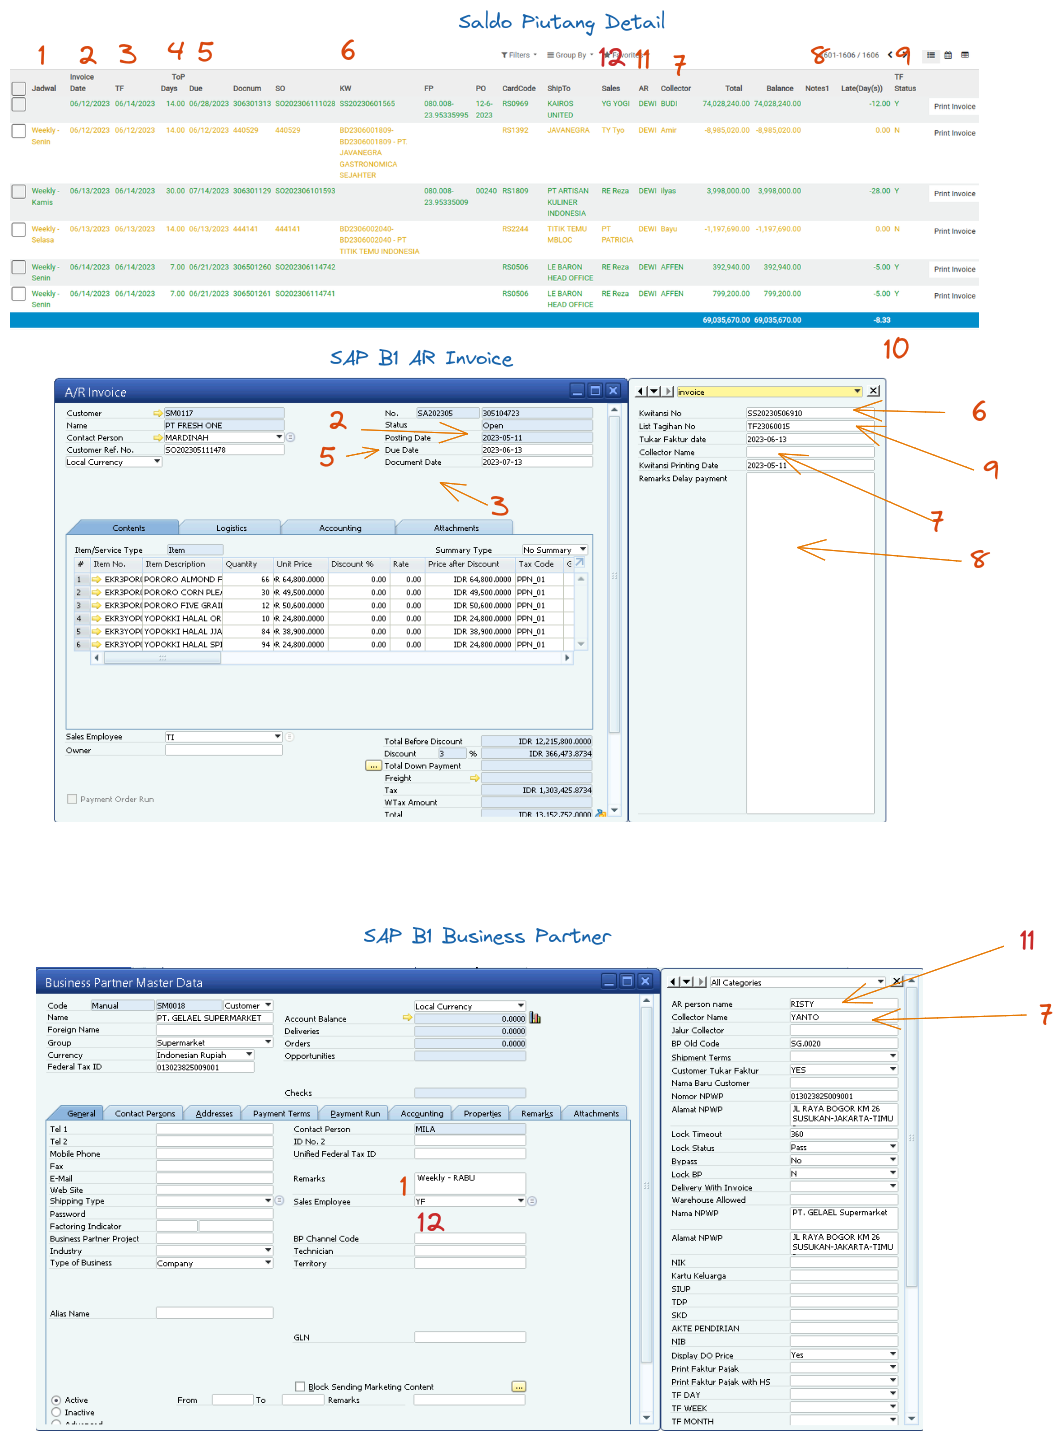 Saldo Piutang Detail
1 2 3 4 5 6 12 11 7 8 9
Filters Group By Favorites 1601-1606 / 1606
Jadwal Invoice Date TF ToP Days Due Docnum SO KW FP PO CardCode ShipTo Sales AR Collector Total Balance Notes1 Late(Day(s)) TF Status
06/12/2023 06/14/2023 14.00 06/28/2023 306301313 SO202306111028 SS20230601565 080.008-23.95335995 12-6-2023 RS0969 KAIROS UNITED YG YOGI DEWI BUDI 74,028,240.00 74,028,240.00 -12.00 Y Print Invoice
Weekly - Senin 06/12/2023 06/12/2023 14.00 06/12/2023 440529 440529 BD2306001809-BD2306001809 - PT. JAVANEGRA GASTRONOMICA SEJAHTER RS1392 JAVANEGRA TY Tyo DEWI Amir -8,985,020.00 -8,985,020.00 0.00 N Print Invoice
Weekly - Kamis 06/13/2023 06/14/2023 30.00 07/14/2023 306301129 SO202306101593 080.008-23.95335009 00240 RS1809 PT ARTISAN KULINER INDONESIA RE Reza DEWI Ilyas 3,998,000.00 3,998,000.00 -28.00 Y Print Invoice
Weekly - Selasa 06/13/2023 06/13/2023 14.00 06/13/2023 444141 444141 BD2306002040-BD2306002040 - PT TITIK TEMU INDONESIA RS2244 TITIK TEMU MBLOC PT PATRICIA DEWI Bayu -1,197,690.00 -1,197,690.00 0.00 N Print Invoice
Weekly - Senin 06/14/2023 06/14/2023 7.00 06/21/2023 306501260 SO202306114742 RS0506 LE BARON HEAD OFFICE RE Reza DEWI AFFEN 392,940.00 392,940.00 -5.00 Y Print Invoice
Weekly - Senin 06/14/2023 06/14/2023 7.00 06/21/2023 306501261 SO202306114741 RS0506 LE BARON HEAD OFFICE RE Reza DEWI AFFEN 799,200.00 799,200.00 -5.00 Y Print Invoice
69,035,670.00 69,035,670.00 -8.33
10
SAP B1 AR Invoice
A/R Invoice
Customer SM0117
Name PT FRESH ONE
Contact Person MARDINAH
Customer Ref. No. SO202305111478
Local Currency
No. SA202305 305104723
Status Open
2 Posting Date 2023-05-11
5 Due Date 2023-06-13
Document Date 2023-07-13
3
Contents Logistics Accounting Attachments
Item/Service Type Item Summary Type No Summary
# Item No. Item Description Quantity Unit Price Discount % Rate Price after Discount Tax Code G
1 EKR3POR PORORO ALMOND F 66 R 64,800.0000 0.00 0.00 IDR 64,800.0000 PPN_01
2 EKR3POR PORORO CORN PLE 30 R 49,500.0000 0.00 0.00 IDR 49,500.0000 PPN_01
3 EKR3POR PORORO FIVE GRAI 12 R 50,600.0000 0.00 0.00 IDR 50,600.0000 PPN_01
4 EKR3YOP YOPOKKI HALAL OR 10 R 24,800.0000 0.00 0.00 IDR 24,800.0000 PPN_01
5 EKR3YOP YOPOKKI HALAL JJA 84 R 38,900.0000 0.00 0.00 IDR 38,900.0000 PPN_01
6 EKR3YOP YOPOKKI HALAL SPI 94 R 24,800.0000 0.00 0.00 IDR 24,800.0000 PPN_01
Sales Employee TI
Owner
Payment Order Run
Total Before Discount IDR 12,215,800.0000
Discount 3 % IDR 366,473.8734
Total Down Payment
Freight
Tax IDR 1,303,425.8734
WTax Amount
Total IDR 13,152,752.0000
invoice
Kwitansi No SS20230506910 6
List Tagihan No TF23060015 9
Tukar Faktur date 2023-06-13
Collector Name 7
Kwitansi Printing Date 2023-05-11
Remarks Delay payment 8
SAP B1 Business Partner
Business Partner Master Data
Code Manual SM0018 Customer
Name PT. GELAEL SUPERMARKET
Foreign Name
Group Supermarket
Currency Indonesian Rupiah
Federal Tax ID 013023825009001
Local Currency
Account Balance 0.0000
Deliveries 0.0000
Orders 0.0000
Opportunities
Checks
General Contact Persons Addresses Payment Terms Payment Run Accounting Properties Remarks Attachments
Tel 1
Tel 2
Mobile Phone
Fax
E-Mail
Web Site
Shipping Type
Password
Factoring Indicator
Business Partner Project
Industry
Type of Business Company
Alias Name
Contact Person MILA
ID No. 2
Unified Federal Tax ID
Remarks Weekly - RABU
1
Sales Employee YF
12
BP Channel Code
Technician
Territory
GLN
Block Sending Marketing Content
Active From To Remarks
Inactive
Advanced
All Categories
AR person name RISTY 11
Collector Name YANTO 7
Jalur Collector
BP Old Code SG.0020
Shipment Terms
Customer Tukar Faktur YES
Nama Baru Customer
Nomor NPWP 013023825009001
Alamat NPWP JL RAYA BOGOR KM 26 SUSUKAN-JAKARTA-TIMU
Lock Timeout 360
Lock Status Pass
Bypass No
Lock BP N
Delivery With Invoice
Warehouse Allowed
Nama NPWP PT. GELAEL Supermarket
Alamat NPWP JL RAYA BOGOR KM 26 SUSUKAN-JAKARTA-TIMU
NIK
Kartu Keluarga
SIUP
TDP
SKD
AKTE PENDIRIAN
NIB
Display DO Price Yes
Print Faktur Pajak
Print Faktur Pajak with HS
TF DAY
TF WEEK
TF MONTH